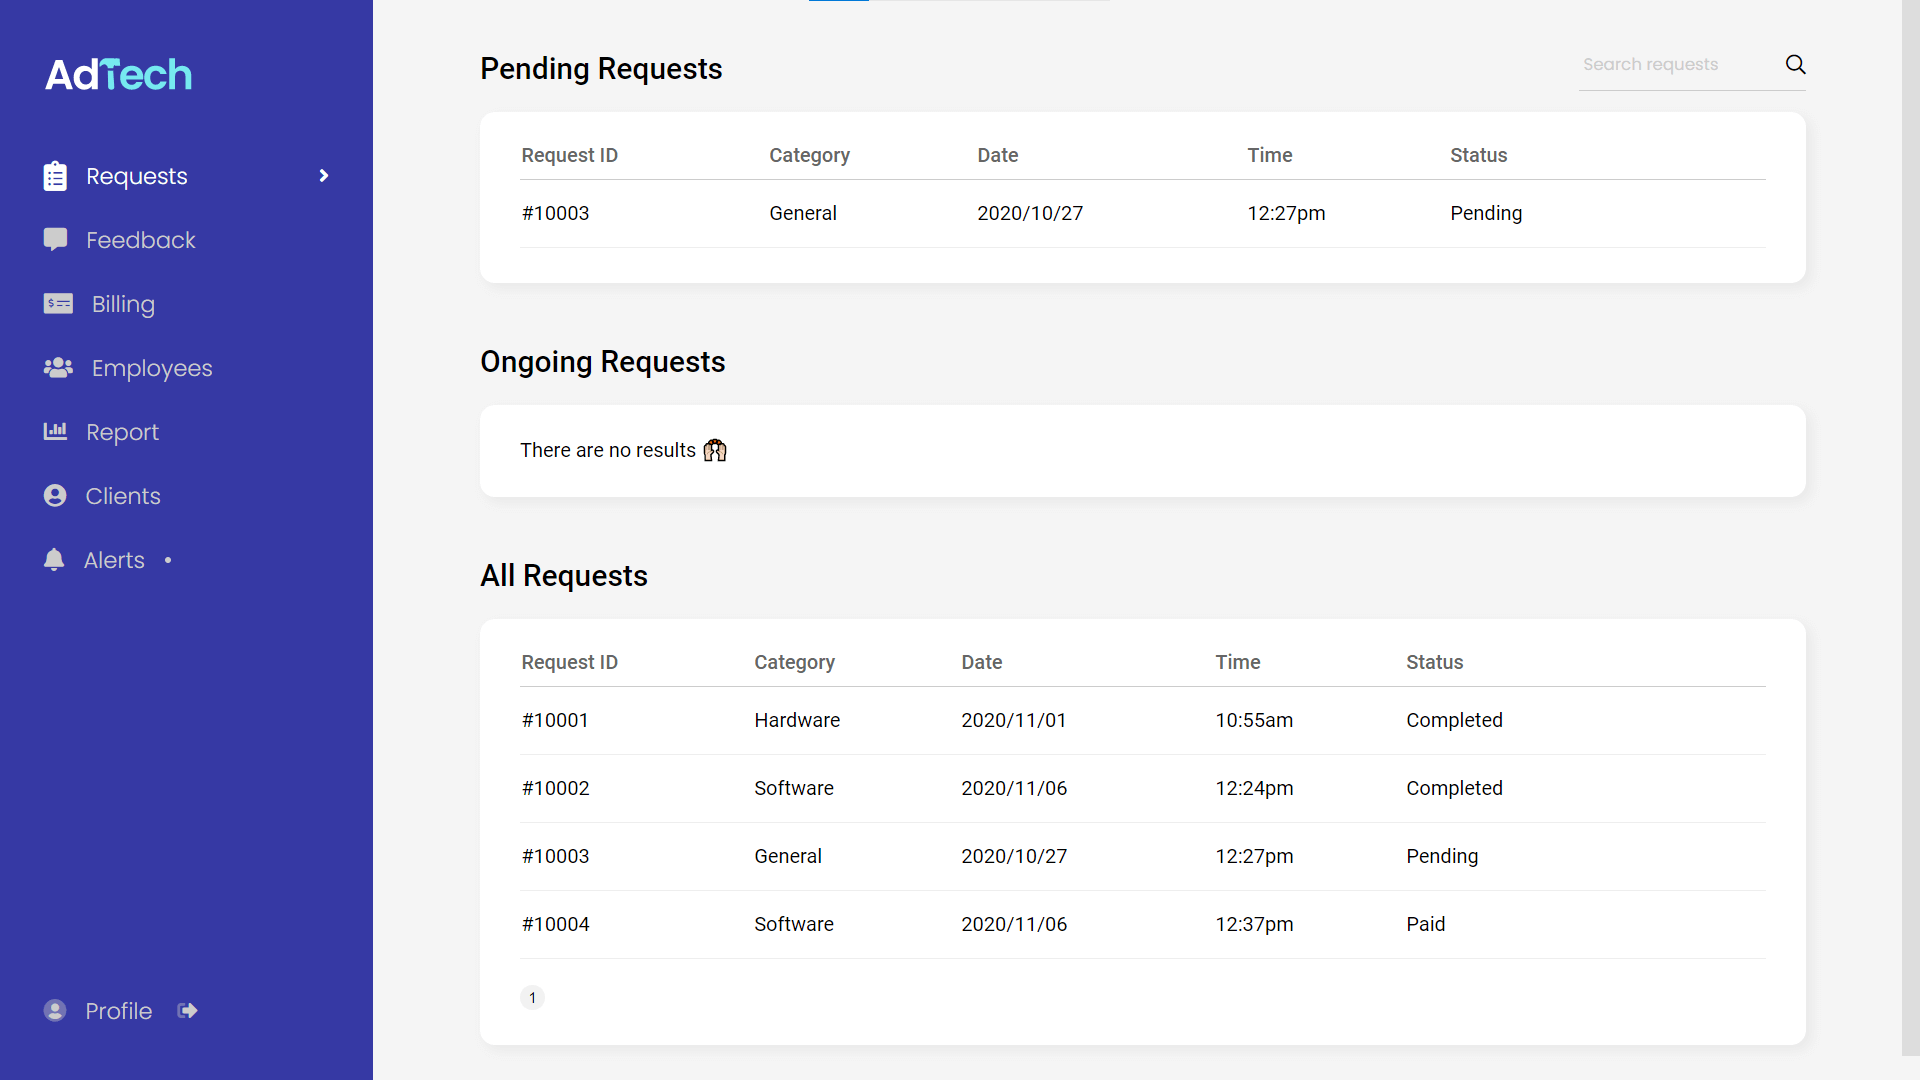 AdTech
Requests
Feedback
Billing
Employees
Report
Clients
Alerts •
Profile
Pending Requests
Search requests
Request ID Category Date Time Status
#10003 General 2020/10/27 12:27pm Pending
Ongoing Requests
There are no results 🙌🏼
All Requests
Request ID Category Date Time Status
#10001 Hardware 2020/11/01 10:55am Completed
#10002 Software 2020/11/06 12:24pm Completed
#10003 General 2020/10/27 12:27pm Pending
#10004 Software 2020/11/06 12:37pm Paid
1